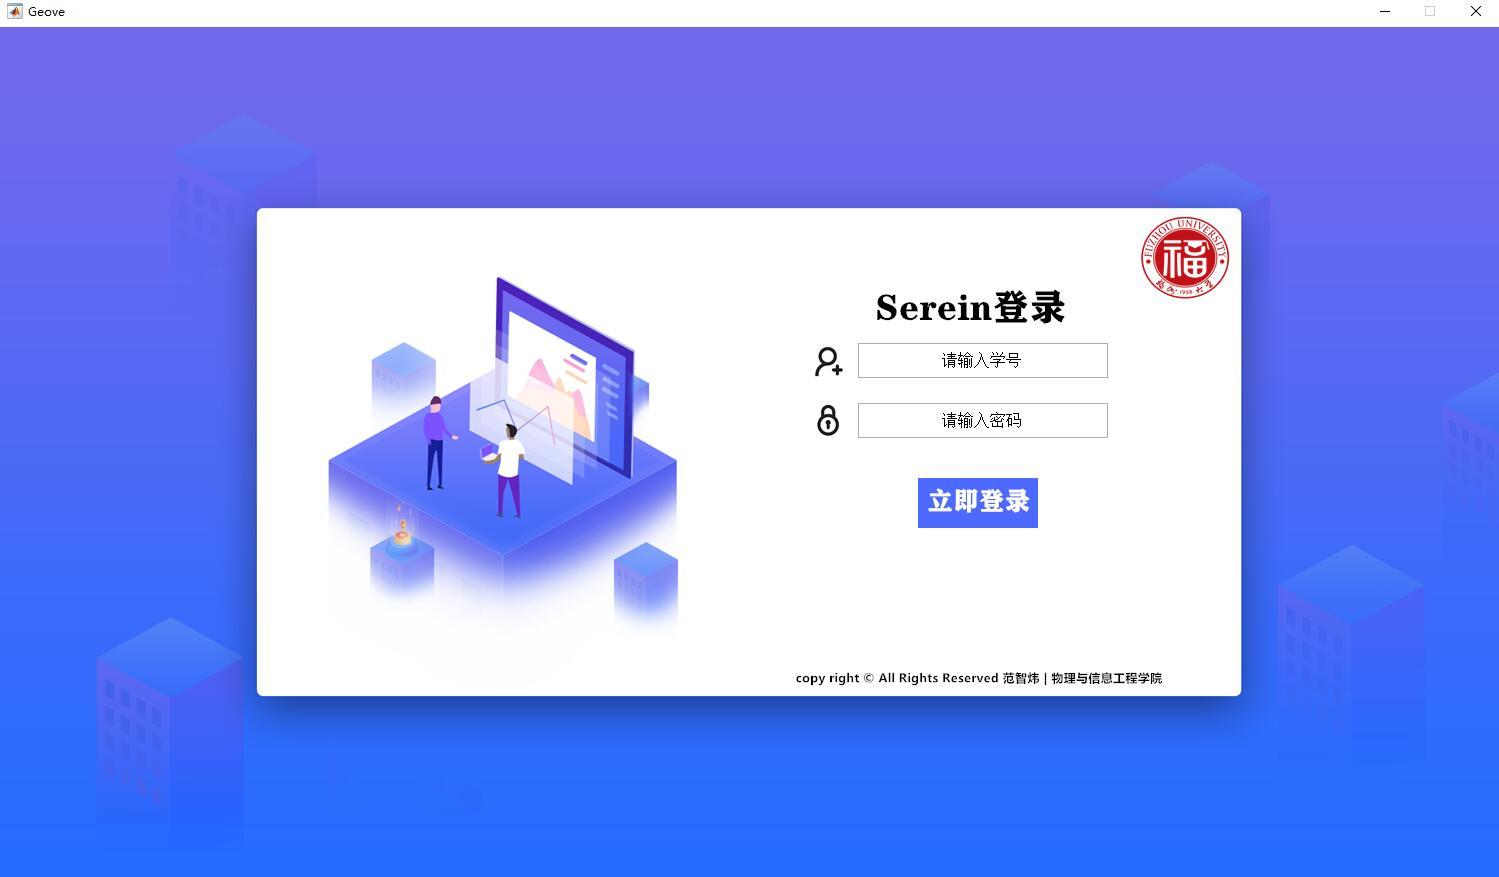 Geove
FUZHOU UNIVERSITY
福
福州大学
1958
Serein登录
请输入学号
请输入密码
立即登录
copy right © All Rights Reserved 范智炜 | 物理与信息工程学院